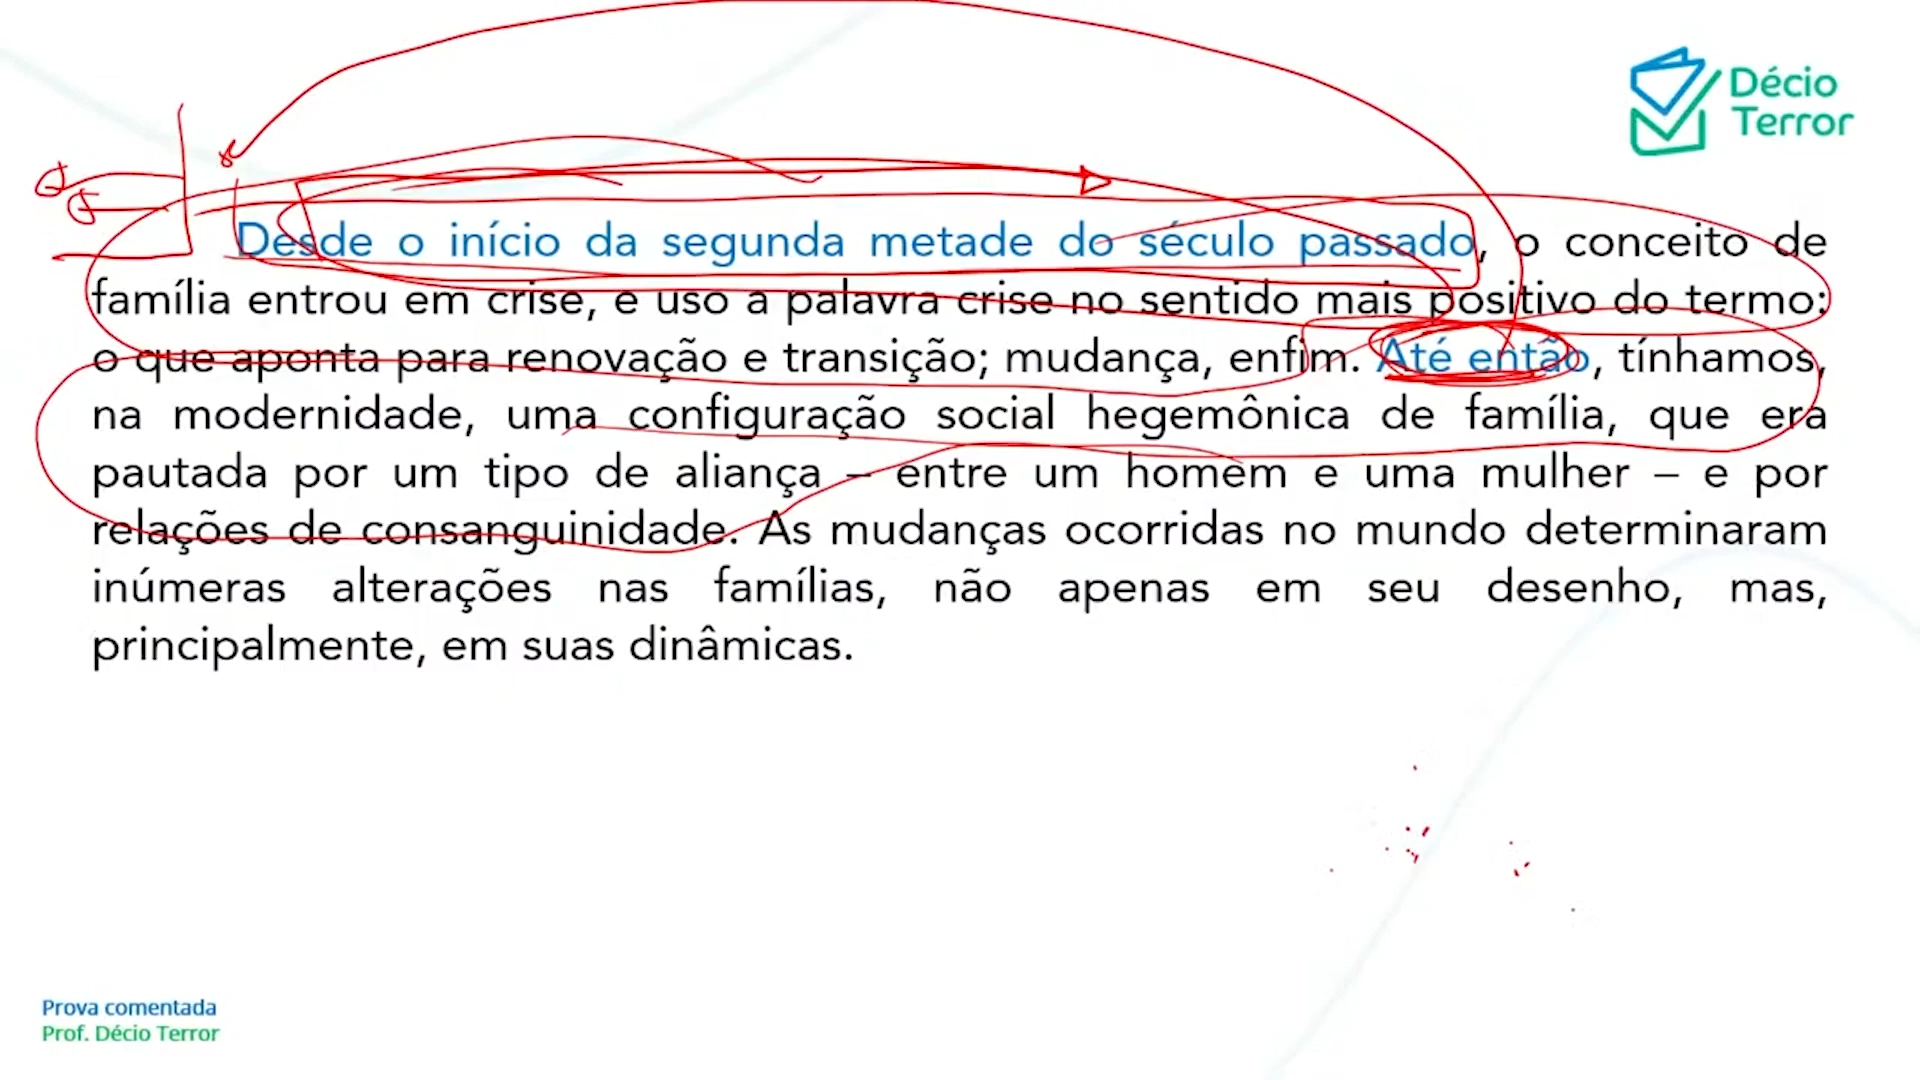 Décio
Terror
Desde o início da segunda metade do século passado, o conceito de
família entrou em crise, e uso a palavra crise no sentido mais positivo do termo:
o que aponta para renovação e transição; mudança, enfim. Até então, tínhamos,
na modernidade, uma configuração social hegemônica de família, que era
pautada por um tipo de aliança – entre um homem e uma mulher – e por
relações de consanguinidade. As mudanças ocorridas no mundo determinaram
inúmeras alterações nas famílias, não apenas em seu desenho, mas,
principalmente, em suas dinâmicas.
Prova comentada
Prof. Décio Terror